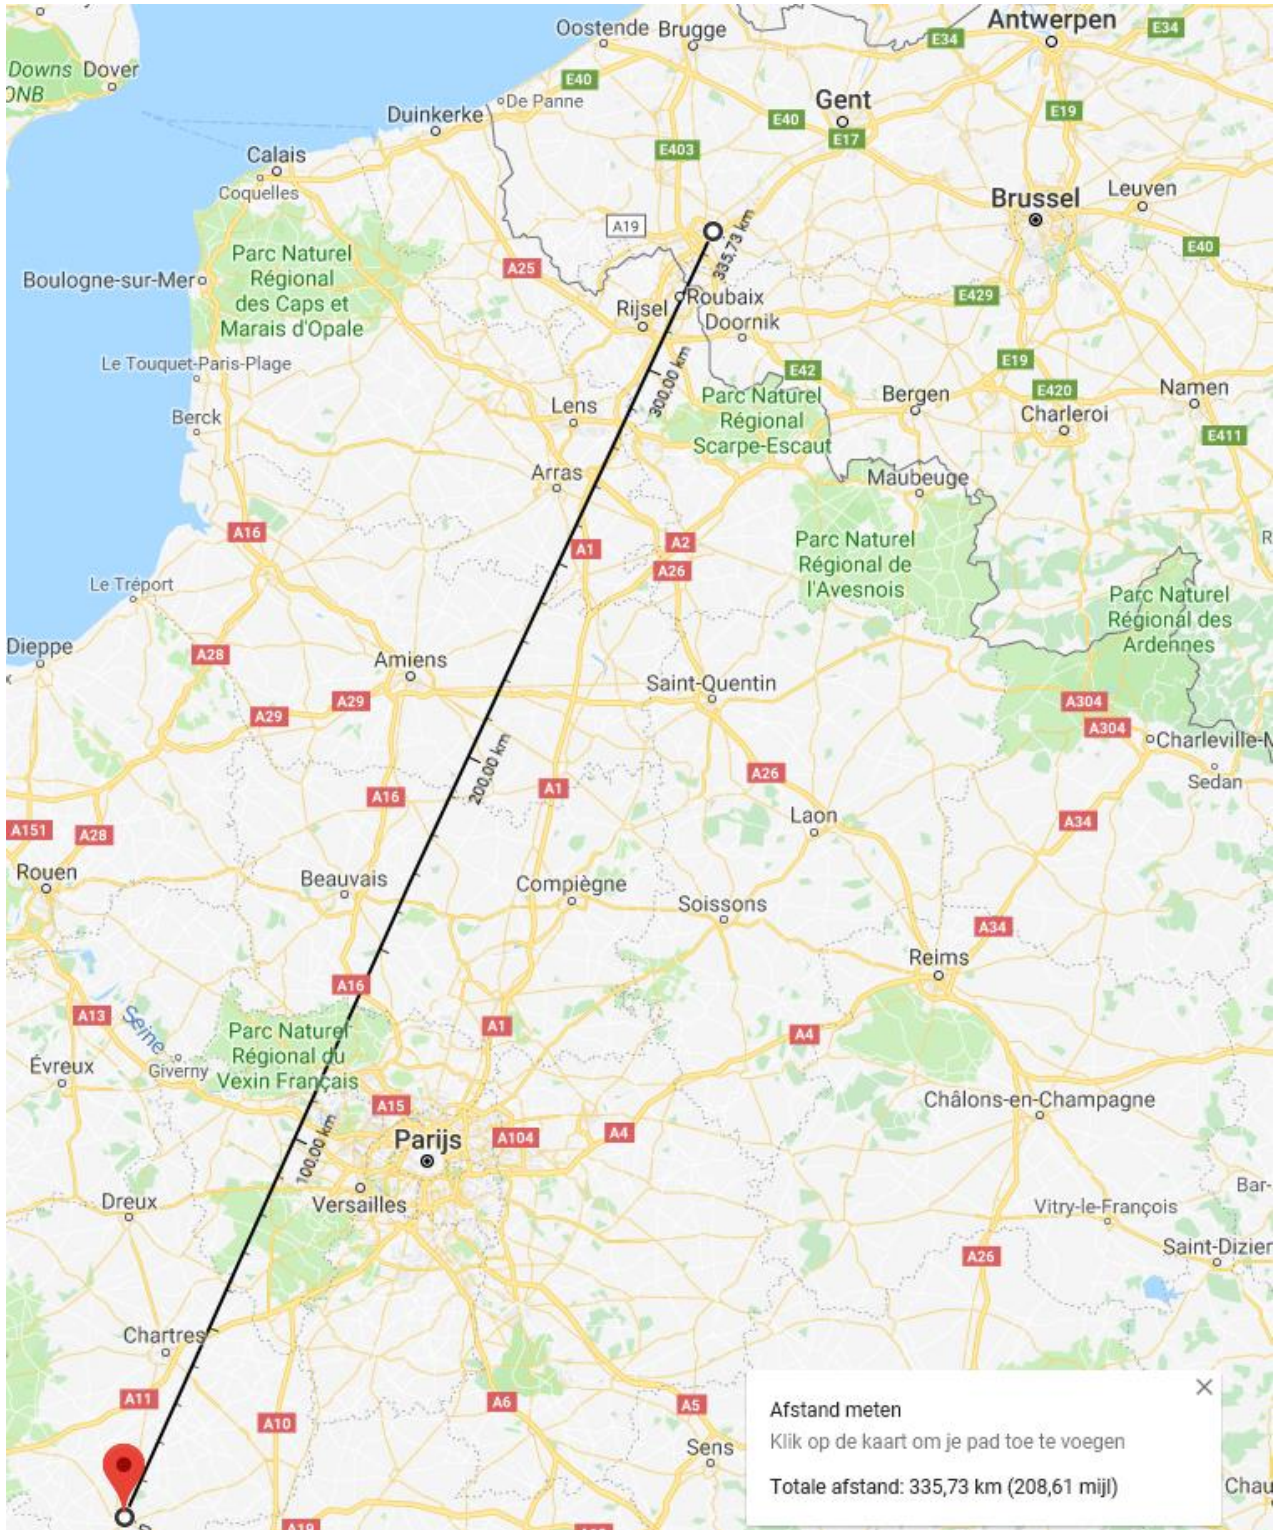 Oostende
Brugge
Antwerpen
E34
E34
Downs
Dover
E40
De Panne
Gent
Duinkerke
E40
E17
E19
E403
Calais
Coquelles
Brussel
Leuven
A19
335,73 km
E40
Parc Naturel
Régional
des Caps et
Marais d'Opale
Boulogne-sur-Mer
A25
E429
Rijsel
Roubaix
Doornik
Le Touquet-Paris-Plage
E19
E42
300,00 km
E420
Namen
Parc Naturel
Régional
Scarpe-Escaut
Bergen
Lens
Berck
Charleroi
E411
Arras
Maubeuge
A16
A1
A2
A26
Parc Naturel
Régional de
l'Avesnois
Le Tréport
Parc Naturel
Régional des
Ardennes
Dieppe
A28
Amiens
Saint-Quentin
A29
A29
A304
A304
200,00 km
Charleville-M
A26
Sedan
A16
A1
Laon
A151
A28
A34
Rouen
Beauvais
Compiègne
Soissons
A34
Reims
A16
A13
Seine
A1
A4
Parc Naturel
Régional du
Vexin Français
Évreux
Giverny
A15
Châlons-en-Champagne
100,00 km
Parijs
A104
A4
Versailles
Dreux
Bar-
Vitry-le-François
Saint-Dizier
A26
Chartres
A11
A10
A6
A5
Sens
Afstand meten
Klik op de kaart om je pad toe te voegen
Totale afstand: 335,73 km (208,61 mijl)
Chau
A19